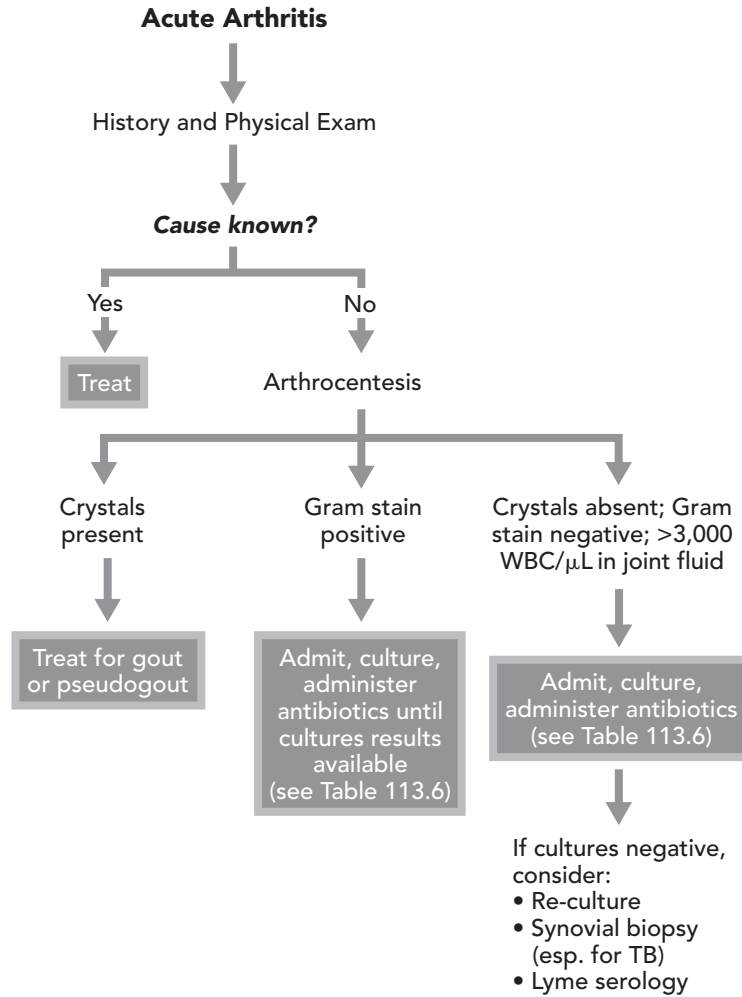 Acute Arthritis
History and Physical Exam
Cause known?
Yes
No
Treat
Arthrocentesis
Crystals
present
Gram stain
positive
Crystals absent; Gram
stain negative; >3,000
WBC/μL in joint fluid
Treat for gout
or pseudogout
Admit, culture,
administer
antibiotics until
cultures results
available
(see Table 113.6)
Admit, culture,
administer antibiotics
(see Table 113.6)
If cultures negative,
consider:
• Re-culture
• Synovial biopsy
(esp. for TB)
• Lyme serology